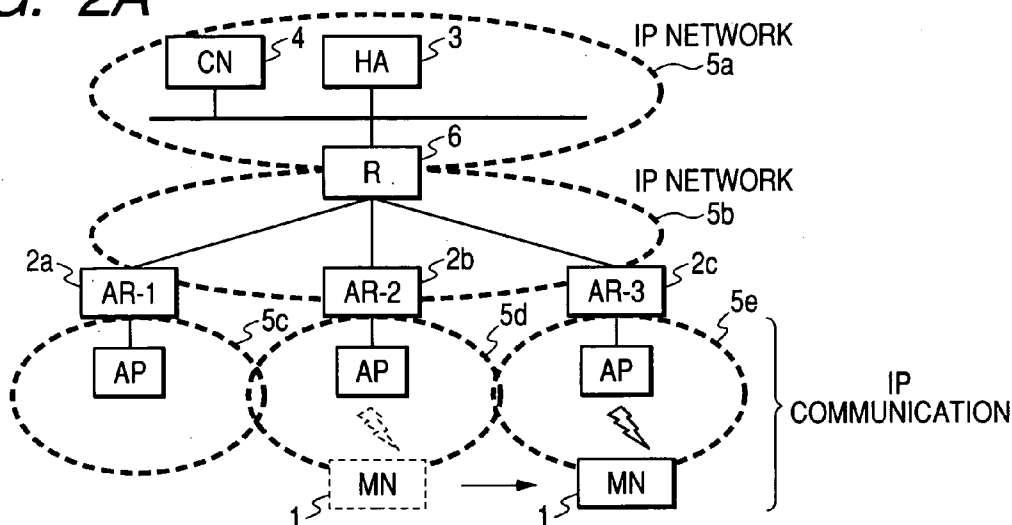 2A
4
3
IP NETWORK
5a
CN
HA
6
R
IP NETWORK
5b
2a
2b
2c
AR-1
AR-2
AR-3
5c
5d
5e
AP
AP
AP
IP
COMMUNICATION
MN
MN
1
1